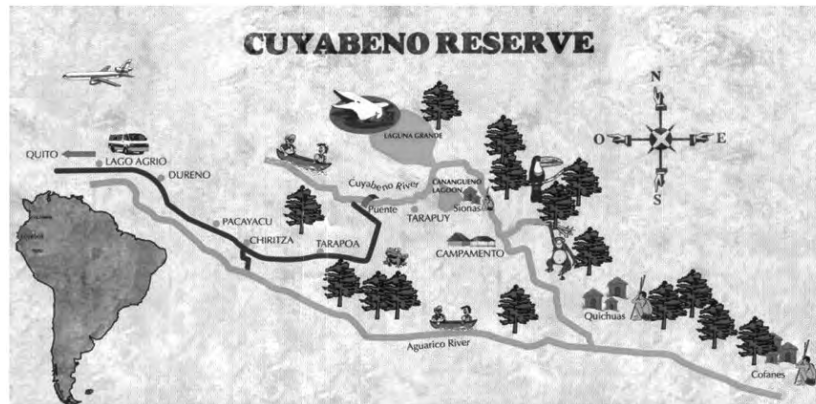 CUYABENO RESERVE
N
O
E
S
LAGUNA GRANDE
QUITO
LAGO AGRIO
DURENO
Cuyabeno River
CANANGUENO
LAGOON
Puente
TARAPUY
Sionas
PACAYACU
CHIRITZA
TARAPOA
CAMPAMENTO
Quichuas
Aguarico River
Cofanes